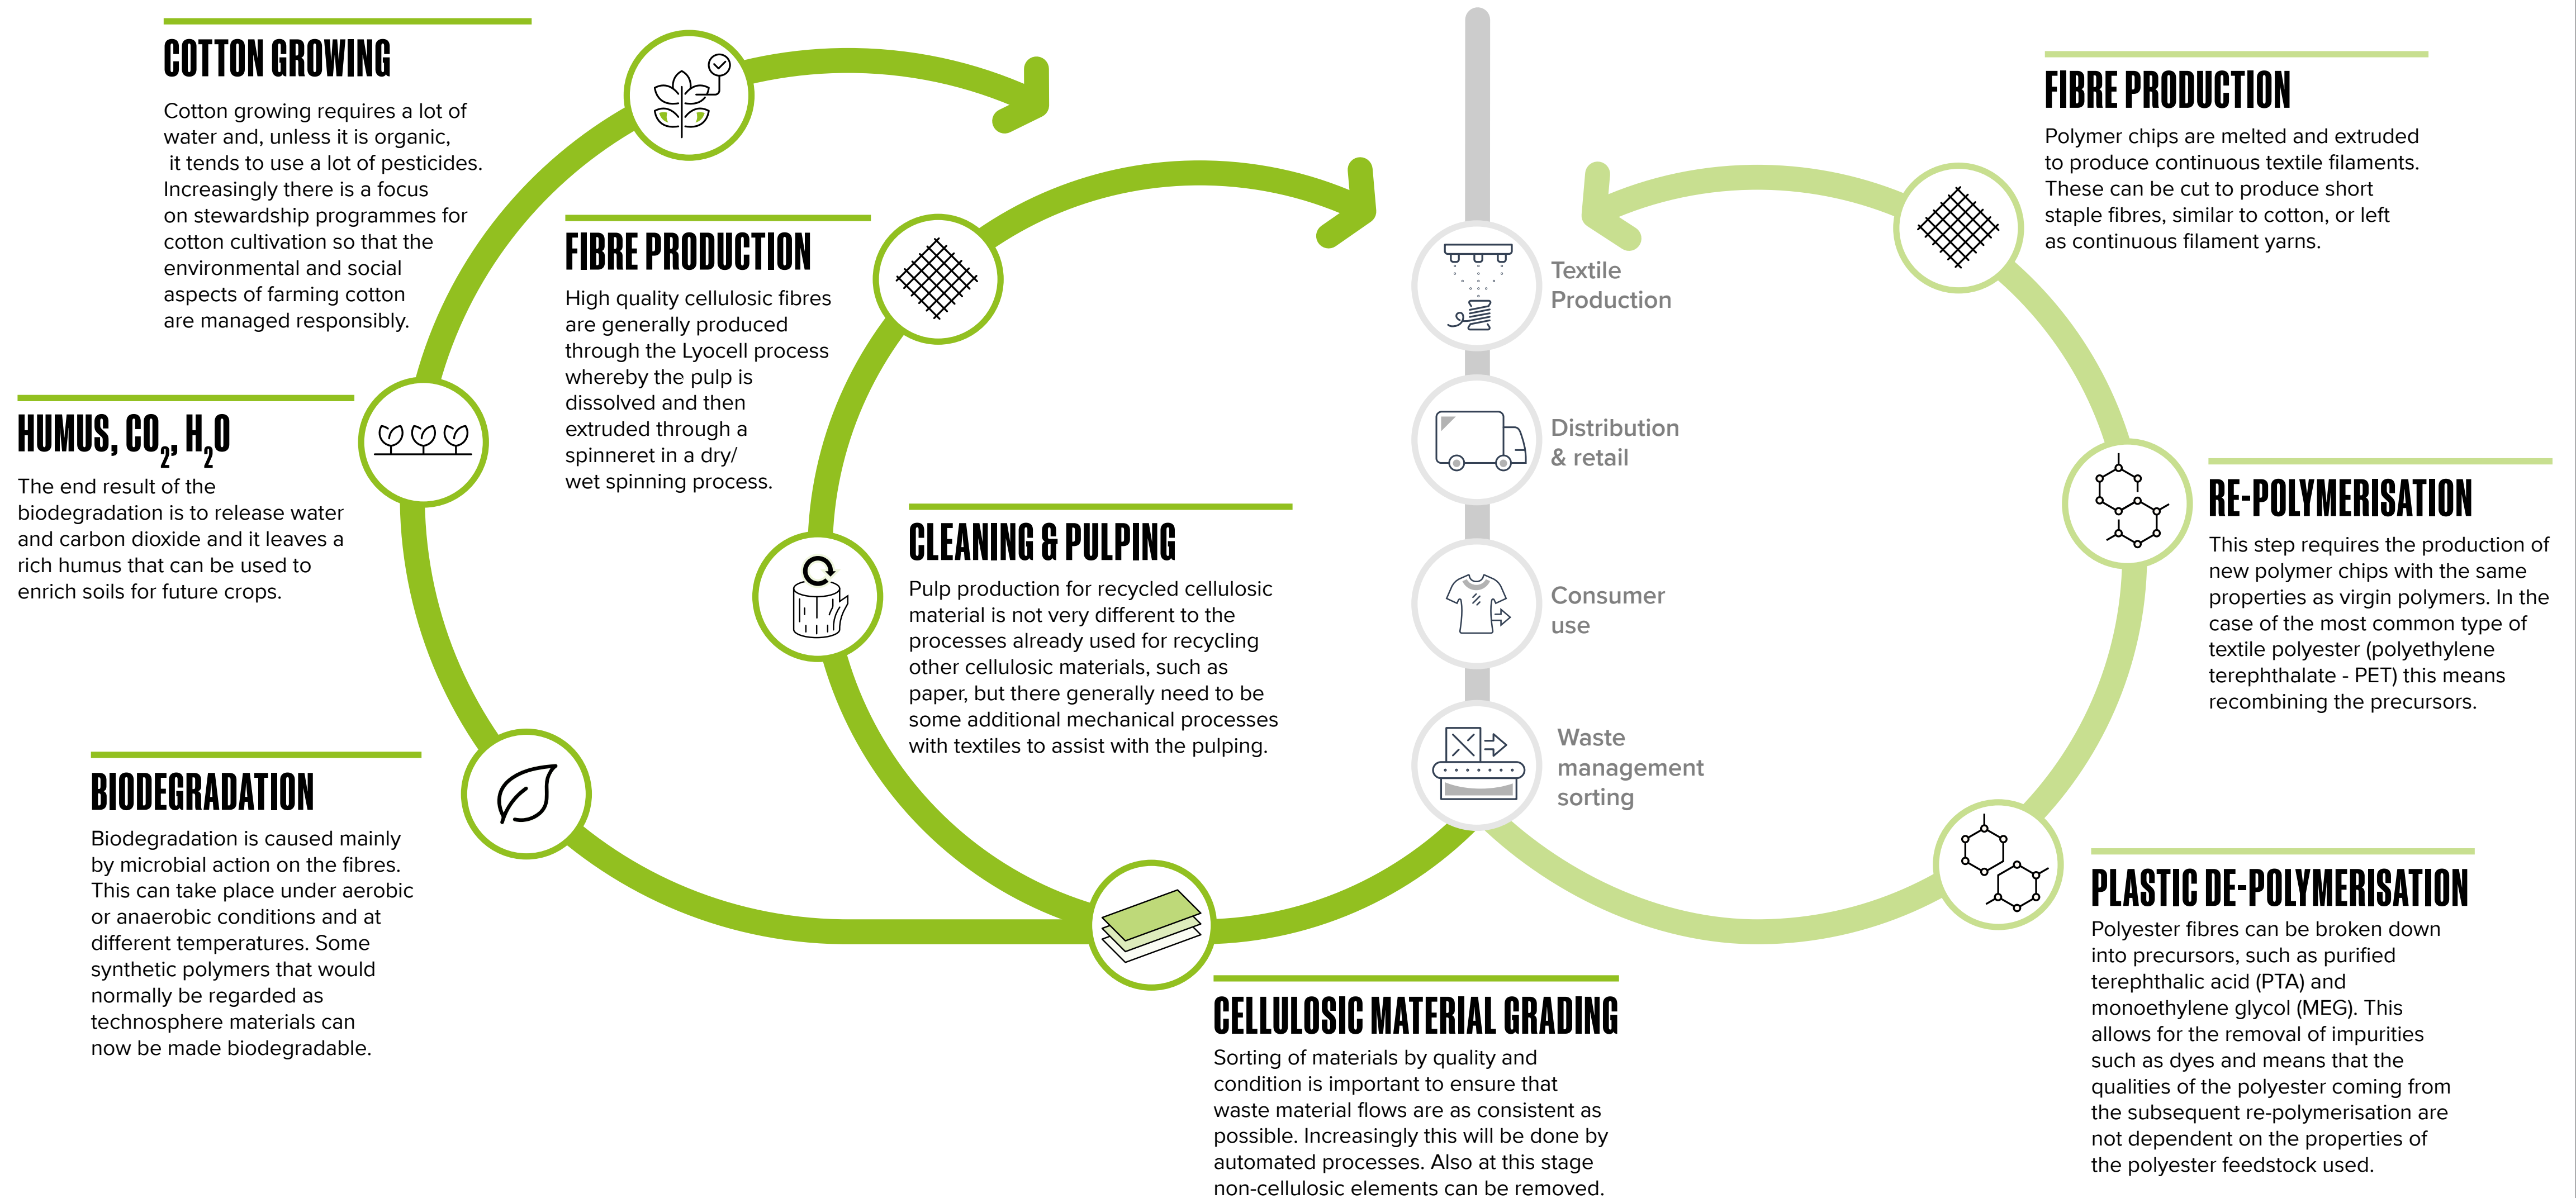 COTTON GROWING
Cotton growing requires a lot of
water and, unless it is organic,
it tends to use a lot of pesticides.
Increasingly there is a focus
on stewardship programmes for
cotton cultivation so that the
environmental and social
aspects of farming cotton
are managed responsibly.
HUMUS, CO₂, H₂O
The end result of the
biodegradation is to release water
and carbon dioxide and it leaves a
rich humus that can be used to
enrich soils for future crops.
BIODEGRADATION
Biodegradation is caused mainly
by microbial action on the fibres.
This can take place under aerobic
or anaerobic conditions and at
different temperatures. Some
synthetic polymers that would
normally be regarded as
technosphere materials can
now be made biodegradable.
FIBRE PRODUCTION
High quality cellulosic fibres
are generally produced
through the Lyocell process
whereby the pulp is
dissolved and then
extruded through a
spinneret in a dry/
wet spinning process.
CLEANING & PULPING
Pulp production for recycled cellulosic
material is not very different to the
processes already used for recycling
other cellulosic materials, such as
paper, but there generally need to be
some additional mechanical processes
with textiles to assist with the pulping.
CELLULOSIC MATERIAL GRADING
Sorting of materials by quality and
condition is important to ensure that
waste material flows are as consistent as
possible. Increasingly this will be done by
automated processes. Also at this stage
non-cellulosic elements can be removed.
Textile
Production
Distribution
& retail
Consumer
use
Waste
management
sorting
FIBRE PRODUCTION
Polymer chips are melted and extruded
to produce continuous textile filaments.
These can be cut to produce short
staple fibres, similar to cotton, or left
as continuous filament yarns.
RE-POLYMERISATION
This step requires the production of
new polymer chips with the same
properties as virgin polymers. In the
case of the most common type of
textile polyester (polyethylene
terephthalate - PET) this means
recombining the precursors.
PLASTIC DE-POLYMERISATION
Polyester fibres can be broken down
into precursors, such as purified
terephthalic acid (PTA) and
monoethylene glycol (MEG). This
allows for the removal of impurities
such as dyes and means that the
qualities of the polyester coming from
the subsequent re-polymerisation are
not dependent on the properties of
the polyester feedstock used.